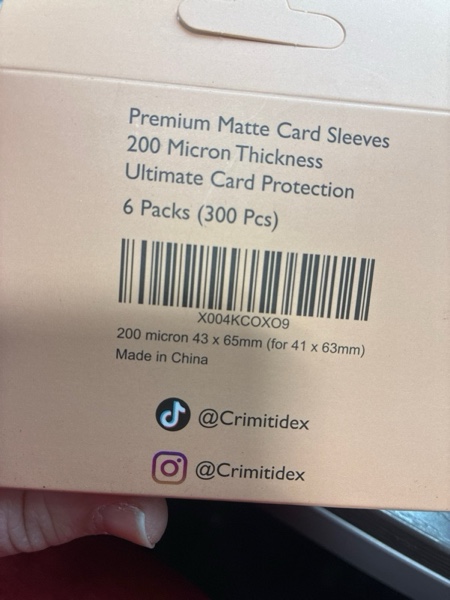 Premium Matte Card Sleeves
200 Micron Thickness
Ultimate Card Protection
6 Packs (300 Pcs)
X004KCOXO9
200 micron 43 x 65mm (for 41 x 63mm)
Made in China
@Crimitidex
@Crimitidex